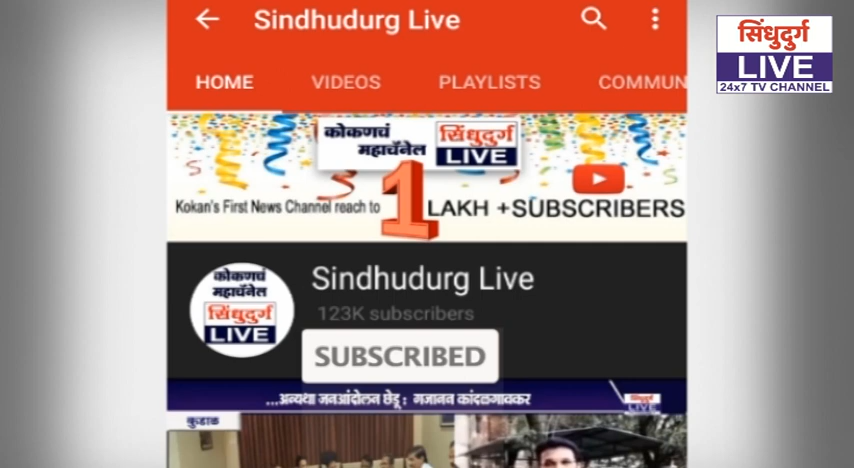 Sindhudurg Live
सिंधुदुर्ग
LIVE
24x7 TV CHANNEL
HOME VIDEOS PLAYLISTS COMMUN
कोकणचं
महाचॅनेल
सिंधुदुर्ग
LIVE
Kokan's First News Channel reach to 1 LAKH +SUBSCRIBERS
कोकणचं
महाचॅनेल
सिंधुदुर्ग
LIVE
Sindhudurg Live
123K subscribers
SUBSCRIBED
...अन्यथा जनआंदोलन छेडू : गजानन कांदळगावकर
सिंधुदुर्ग
LIVE
कुडाळ